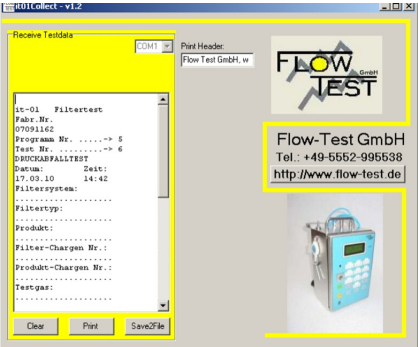 it01Collect - v1.2
Receive Testdata
COM1
Print Header:
Flow Test GmbH, w
it-01 Filtertest
Fabr.Nr.
07091162
Programm Nr. .....-> 5
Test Nr. .........-> 6
DRUCKABFALLTEST
Datum: Zeit:
17.03.10 14:42
Filtersystem:
....................
Filtertyp:
....................
Produkt:
....................
Filter-Chargen Nr.:
....................
Produkt-Chargen Nr.:
....................
Testgas:
....................
Clear
Print
Save2File
FLOW
GmbH
TEST
Flow-Test GmbH
Tel.: +49-5552-995538
http://www.flow-test.de